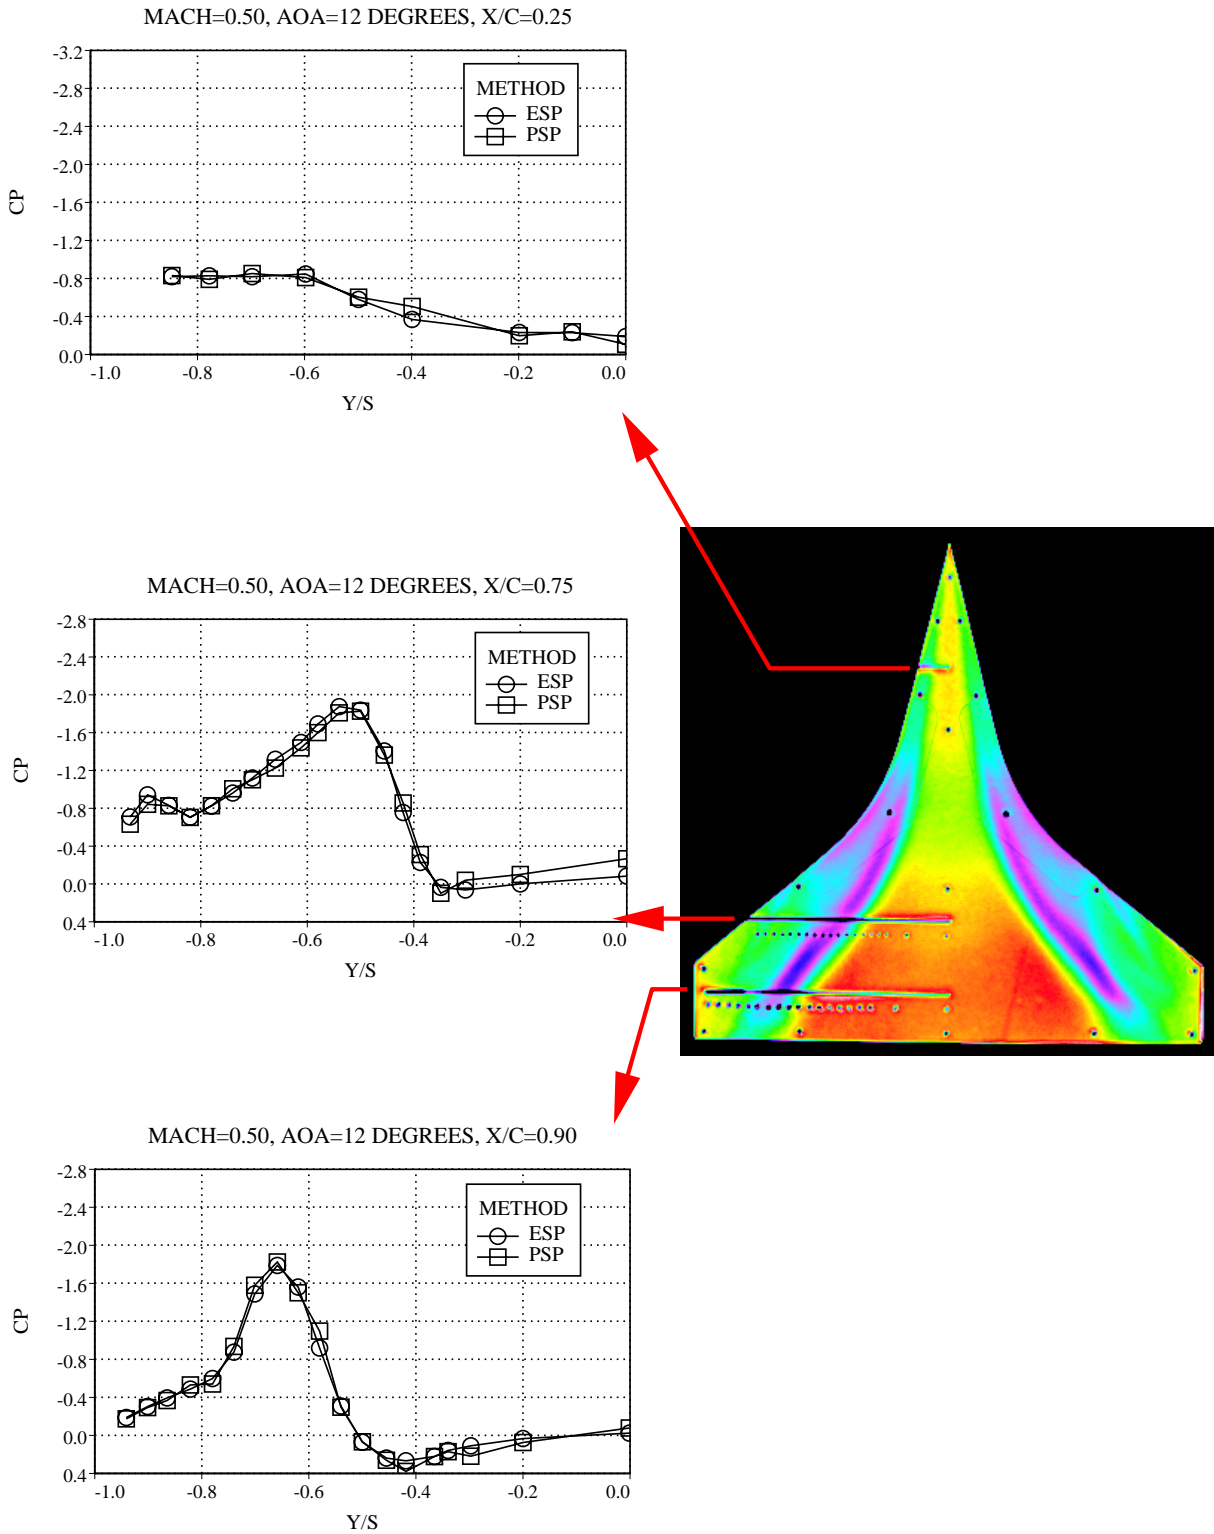 MACH=0.50, AOA=12 DEGREES, X/C=0.25
-3.2
-2.8
-2.4
-2.0
-1.6
-1.2
-0.8
-0.4
0.0
CP
METHOD
ESP
PSP
-1.0 -0.8 -0.6 -0.4 -0.2 0.0
Y/S
MACH=0.50, AOA=12 DEGREES, X/C=0.75
-2.8
-2.4
-2.0
-1.6
-1.2
-0.8
-0.4
0.0
0.4
CP
METHOD
ESP
PSP
-1.0 -0.8 -0.6 -0.4 -0.2 0.0
Y/S
MACH=0.50, AOA=12 DEGREES, X/C=0.90
-2.8
-2.4
-2.0
-1.6
-1.2
-0.8
-0.4
0.0
0.4
CP
METHOD
ESP
PSP
-1.0 -0.8 -0.6 -0.4 -0.2 0.0
Y/S